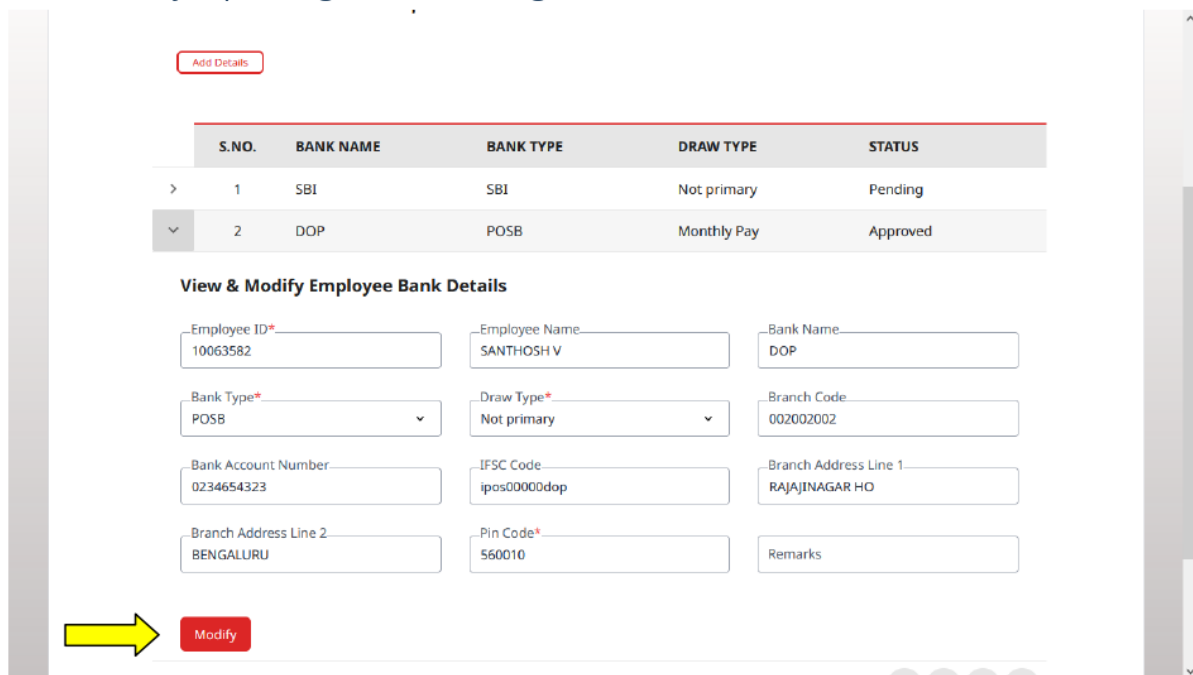 Add Details
S.NO. BANK NAME BANK TYPE DRAW TYPE STATUS
1 SBI SBI Not primary Pending
2 DOP POSB Monthly Pay Approved
View & Modify Employee Bank Details
Employee ID* Employee Name Bank Name
10063582 SANTHOSH V DOP
Bank Type* Draw Type* Branch Code
POSB Not primary 002002002
Bank Account Number IFSC Code Branch Address Line 1
0234654323 ipos00000dop RAJAJINAGAR HO
Branch Address Line 2 Pin Code*
BENGALURU 560010 Remarks
Modify